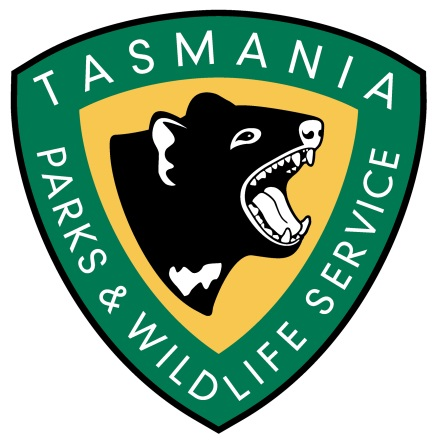 TASMANIA
PARKS & WILDLIFE SERVICE